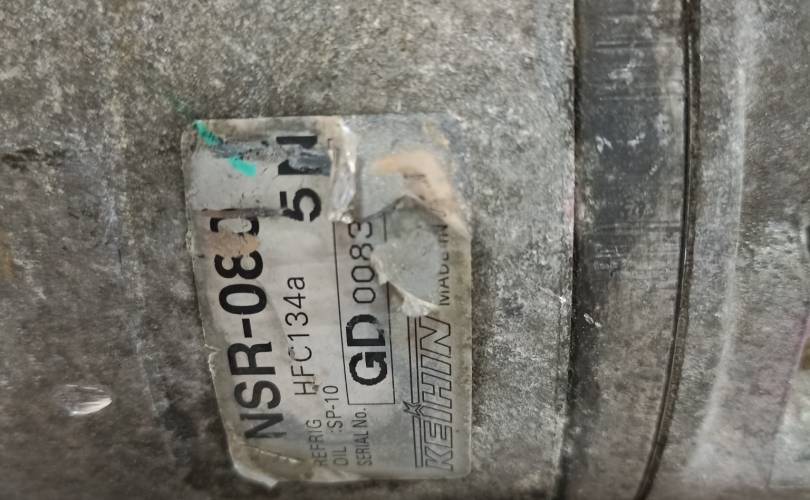 NSR-08
REFRIG HFC134a 5
OIL :SP-10
SERIAL No. GD 0083
KEIHIN MADE IN